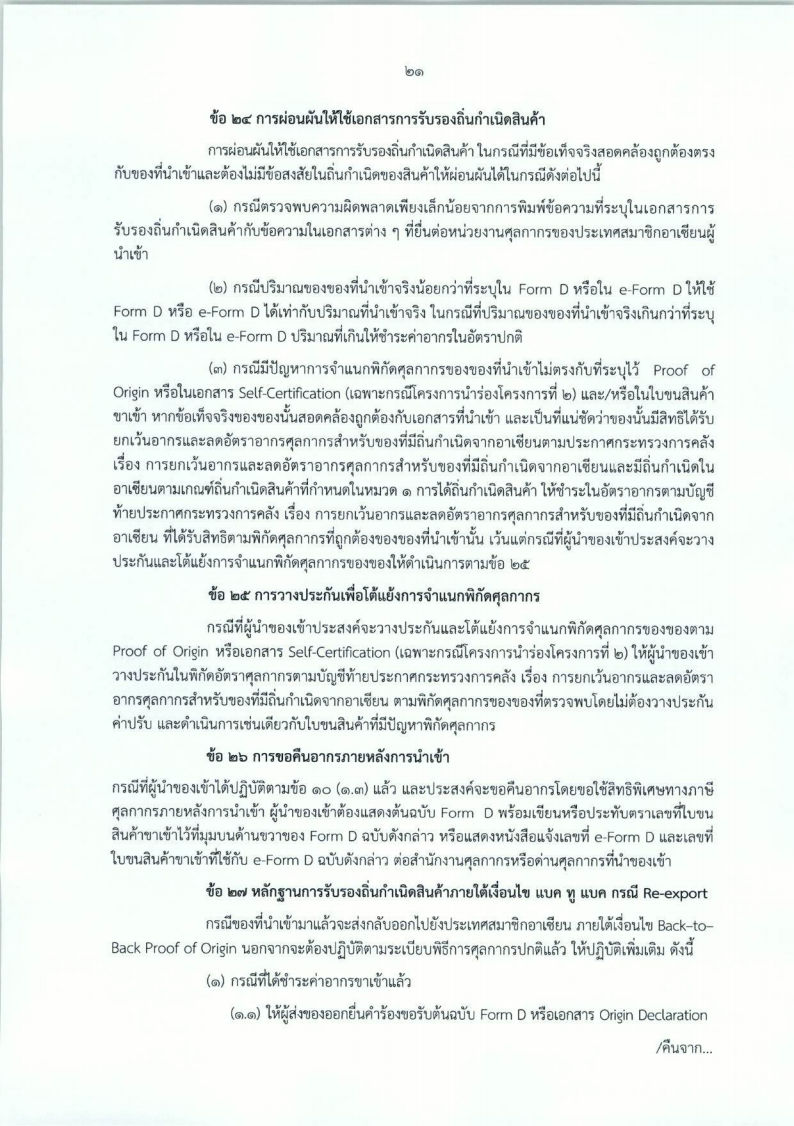 ๒๑
ข้อ ๒๔ การผ่อนผันให้ใช้เอกสารการรับรองถิ่นกำเนิดสินค้า
การผ่อนผันให้ใช้เอกสารการรับรองถิ่นกำเนิดสินค้า ในกรณีที่มีข้อเท็จจริงสอดคล้องถูกต้องตรง
กับของที่นำเข้าและต้องไม่มีข้อสงสัยในถิ่นกำเนิดของสินค้าให้ผ่อนผันได้ในกรณีดังต่อไปนี้
(๑) กรณีตรวจพบความผิดพลาดเพียงเล็กน้อยจากการพิมพ์ข้อความที่ระบุในเอกสารการ
รับรองถิ่นกำเนิดสินค้ากับข้อความในเอกสารต่าง ๆ ที่ยื่นต่อหน่วยงานศุลกากรของประเทศสมาชิกอาเซียนผู้
นำเข้า
(๒) กรณีปริมาณของของที่นำเข้าจริงน้อยกว่าที่ระบุใน Form D หรือใน e-Form D ให้ใช้
Form D หรือ e-Form D ได้เท่ากับปริมาณที่นำเข้าจริง ในกรณีที่ปริมาณของของที่นำเข้าจริงเกินกว่าที่ระบุ
ใน Form D หรือใน e-Form D ปริมาณที่เกินให้ชำระค่าอากรในอัตราปกติ
(๓) กรณีมีปัญหาการจำแนกพิกัดศุลกากรของของที่นำเข้าไม่ตรงกับที่ระบุไว้ Proof of
Origin หรือในเอกสาร Self-Certification (เฉพาะกรณีโครงการนำร่องโครงการที่ ๒) และ/หรือในใบขนสินค้า
ขาเข้า หากข้อเท็จจริงของของนั้นสอดคล้องถูกต้องกับเอกสารที่นำเข้า และเป็นที่แน่ชัดว่าของนั้นมีสิทธิได้รับ
ยกเว้นอากรและลดอัตราอากรศุลกากรสำหรับของที่มีถิ่นกำเนิดจากอาเซียนตามประกาศกระทรวงการคลัง
เรื่อง การยกเว้นอากรและลดอัตราอากรศุลกากรสำหรับของที่มีถิ่นกำเนิดจากอาเซียนและมีถิ่นกำเนิดใน
อาเซียนตามเกณฑ์ถิ่นกำเนิดสินค้าที่กำหนดในหมวด ๑ การได้ถิ่นกำเนิดสินค้า ให้ชำระในอัตราอากรตามบัญชี
ท้ายประกาศกระทรวงการคลัง เรื่อง การยกเว้นอากรและลดอัตราอากรศุลกากรสำหรับของที่มีถิ่นกำเนิดจาก
อาเซียน ที่ได้รับสิทธิตามพิกัดศุลกากรที่ถูกต้องของของที่นำเข้านั้น เว้นแต่กรณีที่ผู้นำของเข้าประสงค์จะวาง
ประกันและโต้แย้งการจำแนกพิกัดศุลกากรของของให้ดำเนินการตามข้อ ๒๕
ข้อ ๒๕ การวางประกันเพื่อโต้แย้งการจำแนกพิกัดศุลกากร
กรณีที่ผู้นำของเข้าประสงค์จะวางประกันและโต้แย้งการจำแนกพิกัดศุลกากรของของตาม
Proof of Origin หรือเอกสาร Self-Certification (เฉพาะกรณีโครงการนำร่องโครงการที่ ๒) ให้ผู้นำของเข้า
วางประกันในพิกัดอัตราศุลกากรตามบัญชีท้ายประกาศกระทรวงการคลัง เรื่อง การยกเว้นอากรและลดอัตรา
อากรศุลกากรสำหรับของที่มีถิ่นกำเนิดจากอาเซียน ตามพิกัดศุลกากรของของที่ตรวจพบโดยไม่ต้องวางประกัน
ค่าปรับ และดำเนินการเช่นเดียวกับใบขนสินค้าที่มีปัญหาพิกัดศุลกากร
ข้อ ๒๖ การขอคืนอากรภายหลังการนำเข้า
กรณีที่ผู้นำของเข้าได้ปฏิบัติตามข้อ ๑๐ (๑.๓) แล้ว และประสงค์จะขอคืนอากรโดยขอใช้สิทธิพิเศษทางภาษี
ศุลกากรภายหลังการนำเข้า ผู้นำของเข้าต้องแสดงต้นฉบับ Form D พร้อมเขียนหรือประทับตราเลขที่ใบขน
สินค้าขาเข้าไว้ที่มุมบนด้านขวาของ Form D ฉบับดังกล่าว หรือแสดงหนังสือแจ้งเลขที่ e-Form D และเลขที่
ใบขนสินค้าขาเข้าที่ใช้กับ e-Form D ฉบับดังกล่าว ต่อสำนักงานศุลกากรหรือด่านศุลกากรที่นำของเข้า
ข้อ ๒๗ หลักฐานการรับรองถิ่นกำเนิดสินค้าภายใต้เงื่อนไข แบค ทู แบค กรณี Re-export
กรณีของที่นำเข้ามาแล้วจะส่งกลับออกไปยังประเทศสมาชิกอาเซียน ภายใต้เงื่อนไข Back–to–
Back Proof of Origin นอกจากจะต้องปฏิบัติตามระเบียบพิธีการศุลกากรปกติแล้ว ให้ปฏิบัติเพิ่มเติม ดังนี้
(๑) กรณีที่ได้ชำระค่าอากรขาเข้าแล้ว
(๑.๑) ให้ผู้ส่งของออกยื่นคำร้องขอรับต้นฉบับ Form D หรือเอกสาร Origin Declaration
/คืนจาก...